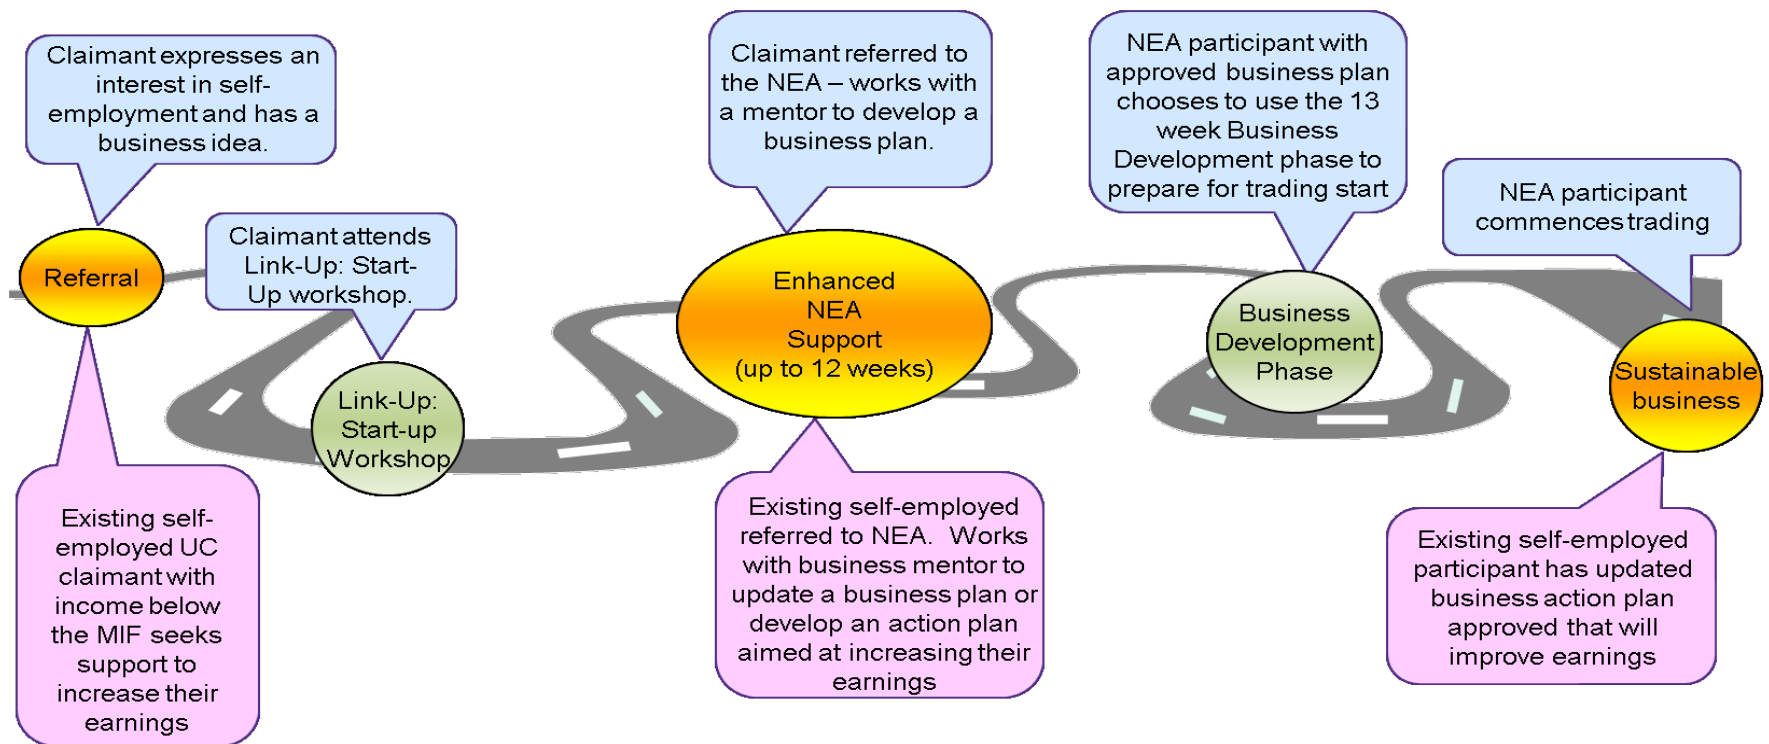 Claimant expresses an
interest in self-
employment and has a
business idea.
Referral
Existing self-
employed UC
claimant with
income below
the MIF seeks
support to
increase their
earnings
Claimant attends
Link-Up: Start-
Up workshop.
Link-Up:
Start-up
Workshop
Claimant referred to
the NEA – works with
a mentor to develop a
business plan.
Enhanced
NEA
Support
(up to 12 weeks)
Existing self-employed
referred to NEA.  Works
with business mentor to
update a business plan or
develop an action plan
aimed at increasing their
earnings
NEA participant with
approved business plan
chooses to use the 13
week Business
Development phase to
prepare for trading start
Business
Development
Phase
NEA participant
commences trading
Sustainable
business
Existing self-employed
participant has updated
business action plan
approved that will
improve earnings